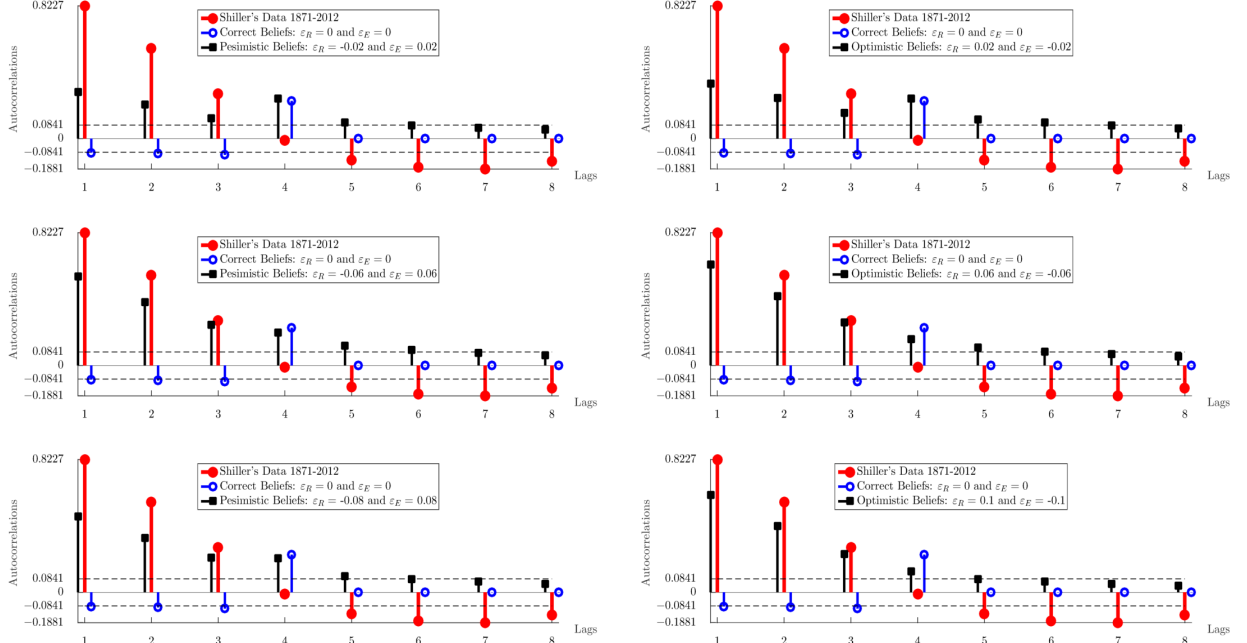 0.8227
Shiller's Data 1871-2012
Correct Beliefs: εR = 0 and εE = 0
Pesimistic Beliefs: εR = -0.02 and εE = 0.02
Autocorrelations
0.0841
0
−0.0841
−0.1881
Lags
1 2 3 4 5 6 7 8
0.8227
Shiller's Data 1871-2012
Correct Beliefs: εR = 0 and εE = 0
Optimistic Beliefs: εR = 0.02 and εE = -0.02
Autocorrelations
0.0841
0
−0.0841
−0.1881
Lags
1 2 3 4 5 6 7 8
0.8227
Shiller's Data 1871-2012
Correct Beliefs: εR = 0 and εE = 0
Pesimistic Beliefs: εR = -0.06 and εE = 0.06
Autocorrelations
0.0841
0
−0.0841
−0.1881
Lags
1 2 3 4 5 6 7 8
0.8227
Shiller's Data 1871-2012
Correct Beliefs: εR = 0 and εE = 0
Optimistic Beliefs: εR = 0.06 and εE = -0.06
Autocorrelations
0.0841
0
−0.0841
−0.1881
Lags
1 2 3 4 5 6 7 8
0.8227
Shiller's Data 1871-2012
Correct Beliefs: εR = 0 and εE = 0
Pesimistic Beliefs: εR = -0.08 and εE = 0.08
Autocorrelations
0.0841
0
−0.0841
−0.1881
Lags
1 2 3 4 5 6 7 8
0.8227
Shiller's Data 1871-2012
Correct Beliefs: εR = 0 and εE = 0
Optimistic Beliefs: εR = 0.1 and εE = -0.1
Autocorrelations
0.0841
0
−0.0841
−0.1881
Lags
1 2 3 4 5 6 7 8